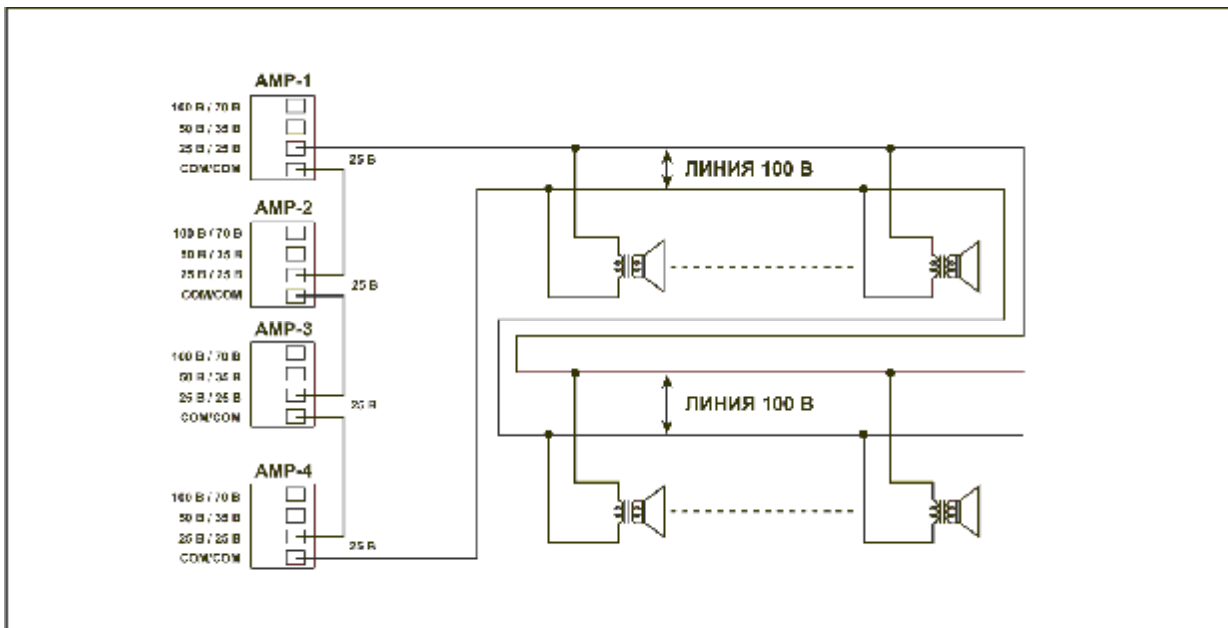 AMP-1
100 В / 70 В
50 В / 35 В
25 В / 25 В
COM/COM
25 В
ЛИНИЯ 100 В
AMP-2
100 В / 70 В
50 В / 35 В
25 В / 25 В
COM/COM
25 В
AMP-3
100 В / 70 В
50 В / 35 В
25 В / 25 В
COM/COM
25 В
ЛИНИЯ 100 В
AMP-4
100 В / 70 В
50 В / 35 В
25 В / 25 В
COM/COM
25 В